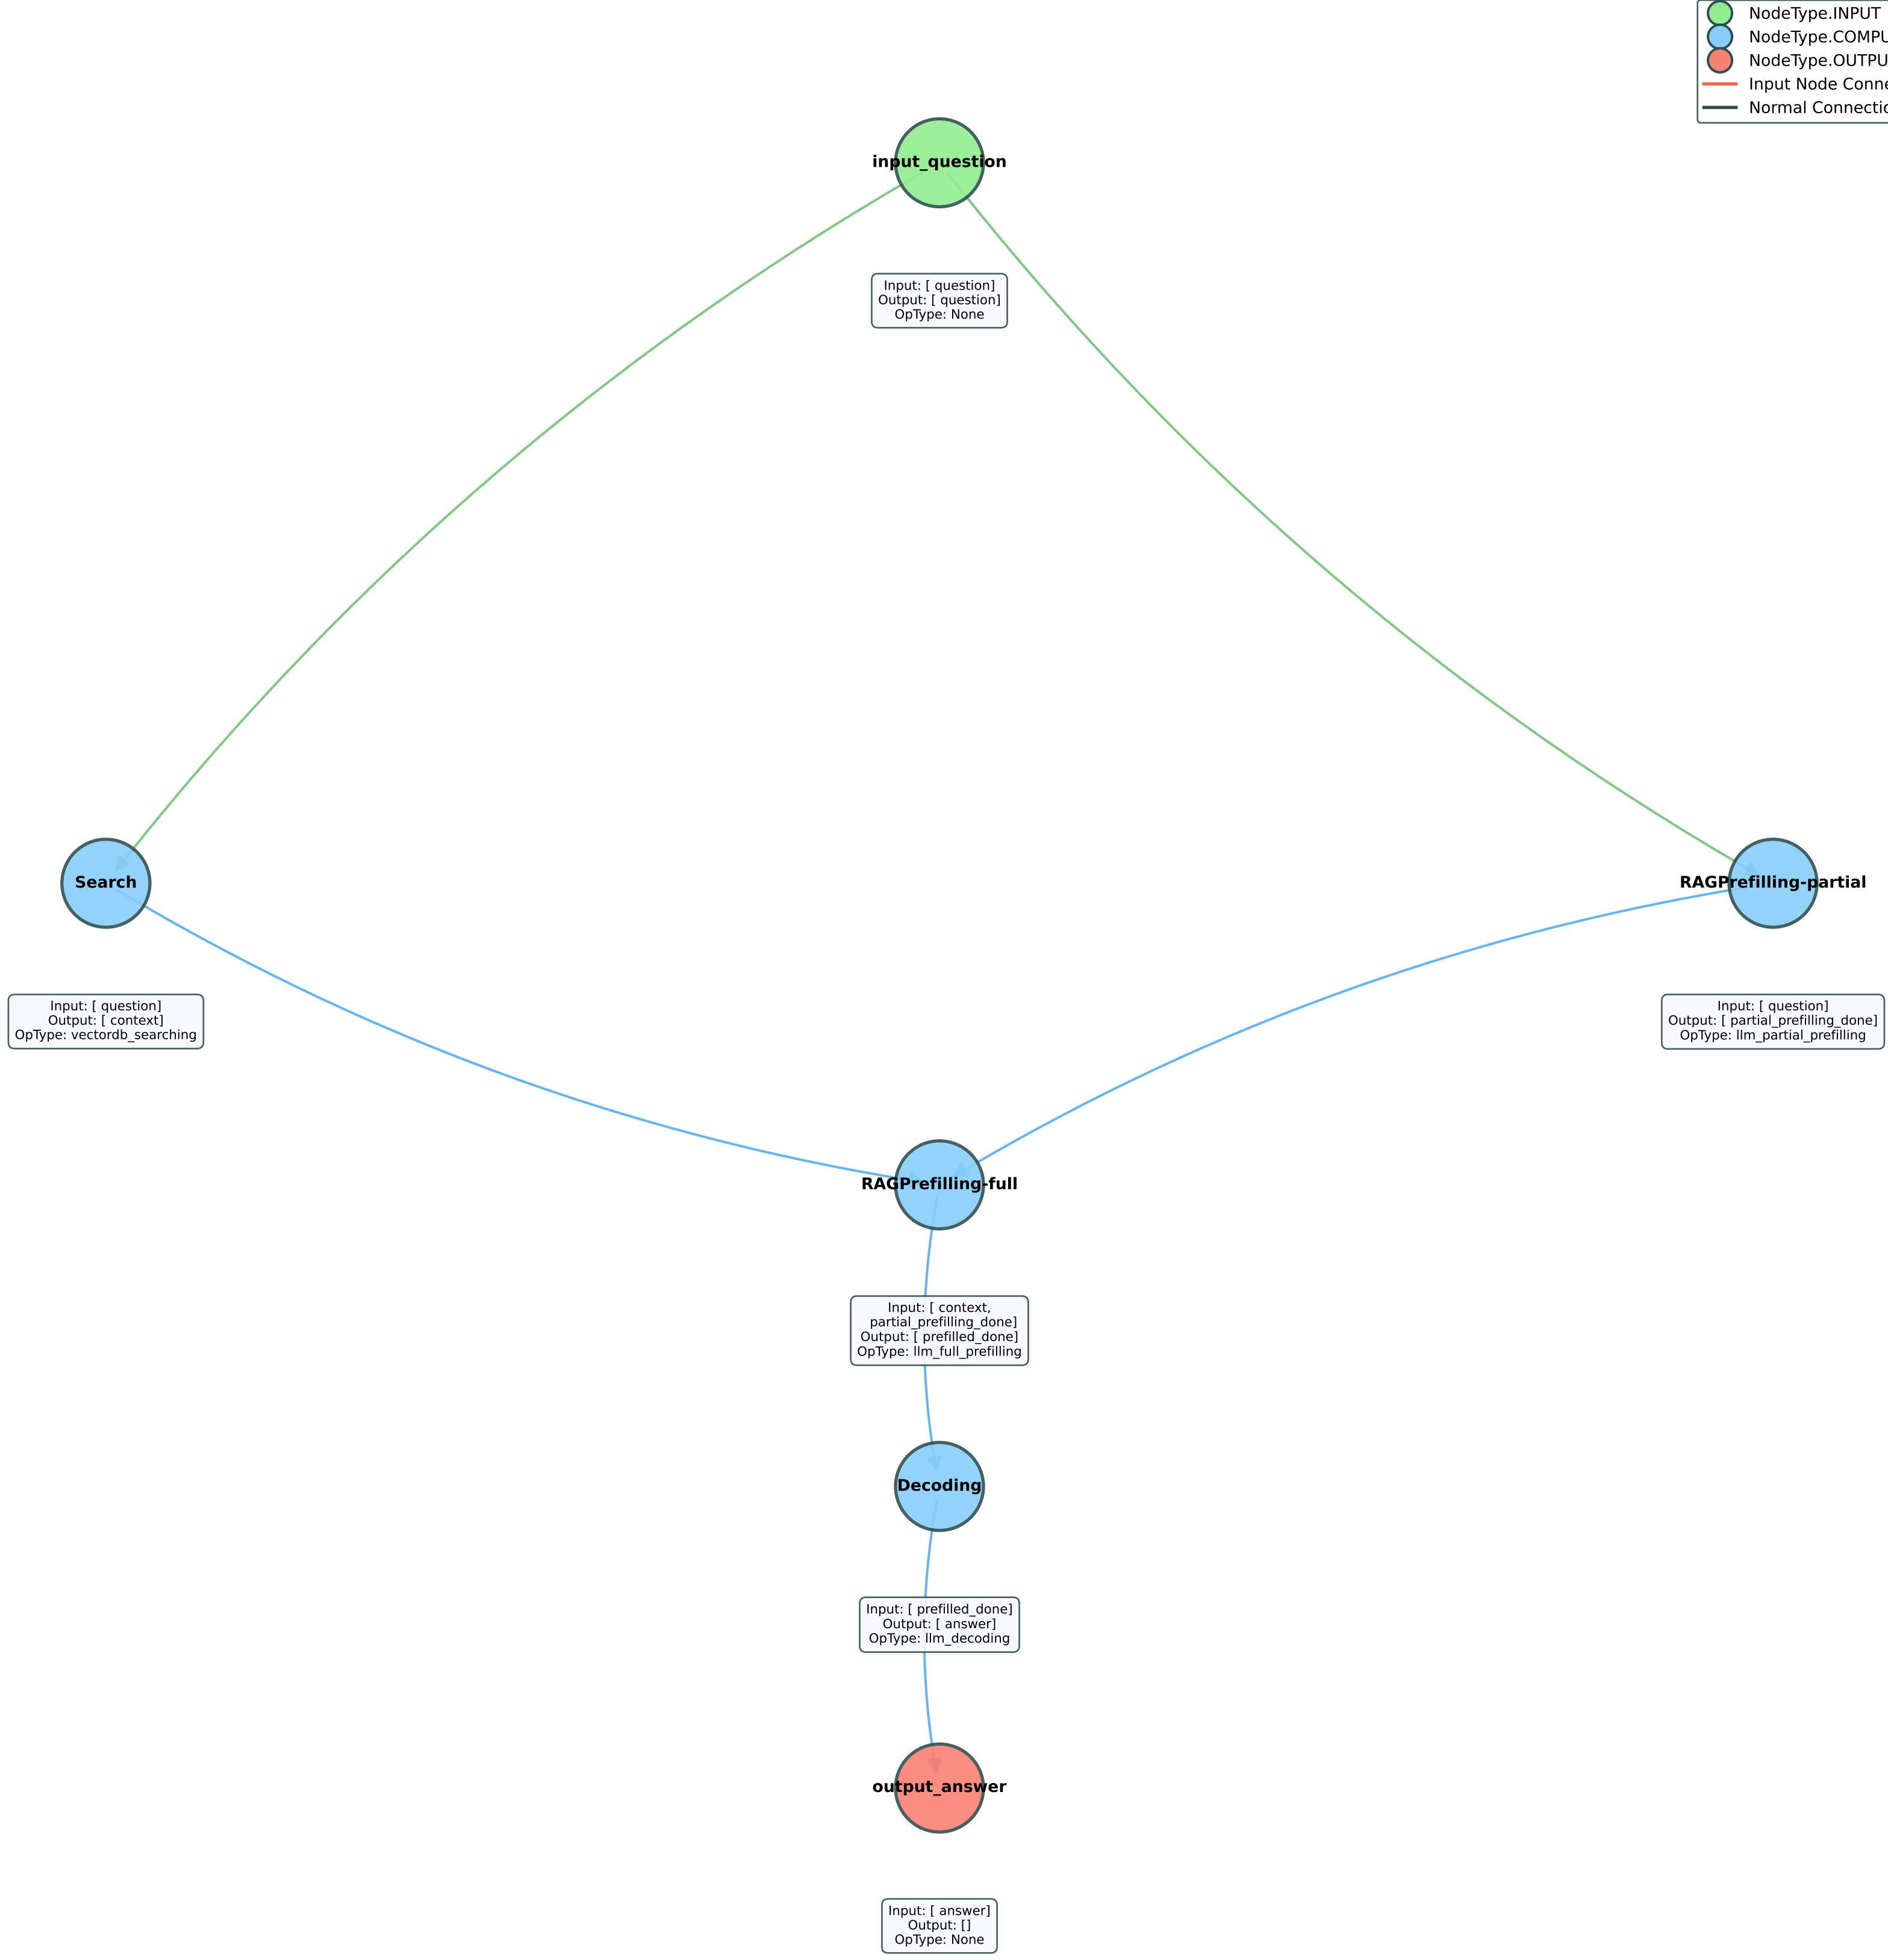 NodeType.INPUT
NodeType.COMPU
NodeType.OUTPU
Input Node Conne
Normal Connectio
input_question
Input: [ question]
Output: [ question]
OpType: None
Search
RAGPrefilling-partial
Input: [ question]
Output: [ context]
OpType: vectordb_searching
Input: [ question]
Output: [ partial_prefilling_done]
OpType: llm_partial_prefilling
RAGPrefilling-full
Input: [ context,
partial_prefilling_done]
Output: [ prefilled_done]
OpType: llm_full_prefilling
Decoding
Input: [ prefilled_done]
Output: [ answer]
OpType: llm_decoding
output_answer
Input: [ answer]
Output: []
OpType: None